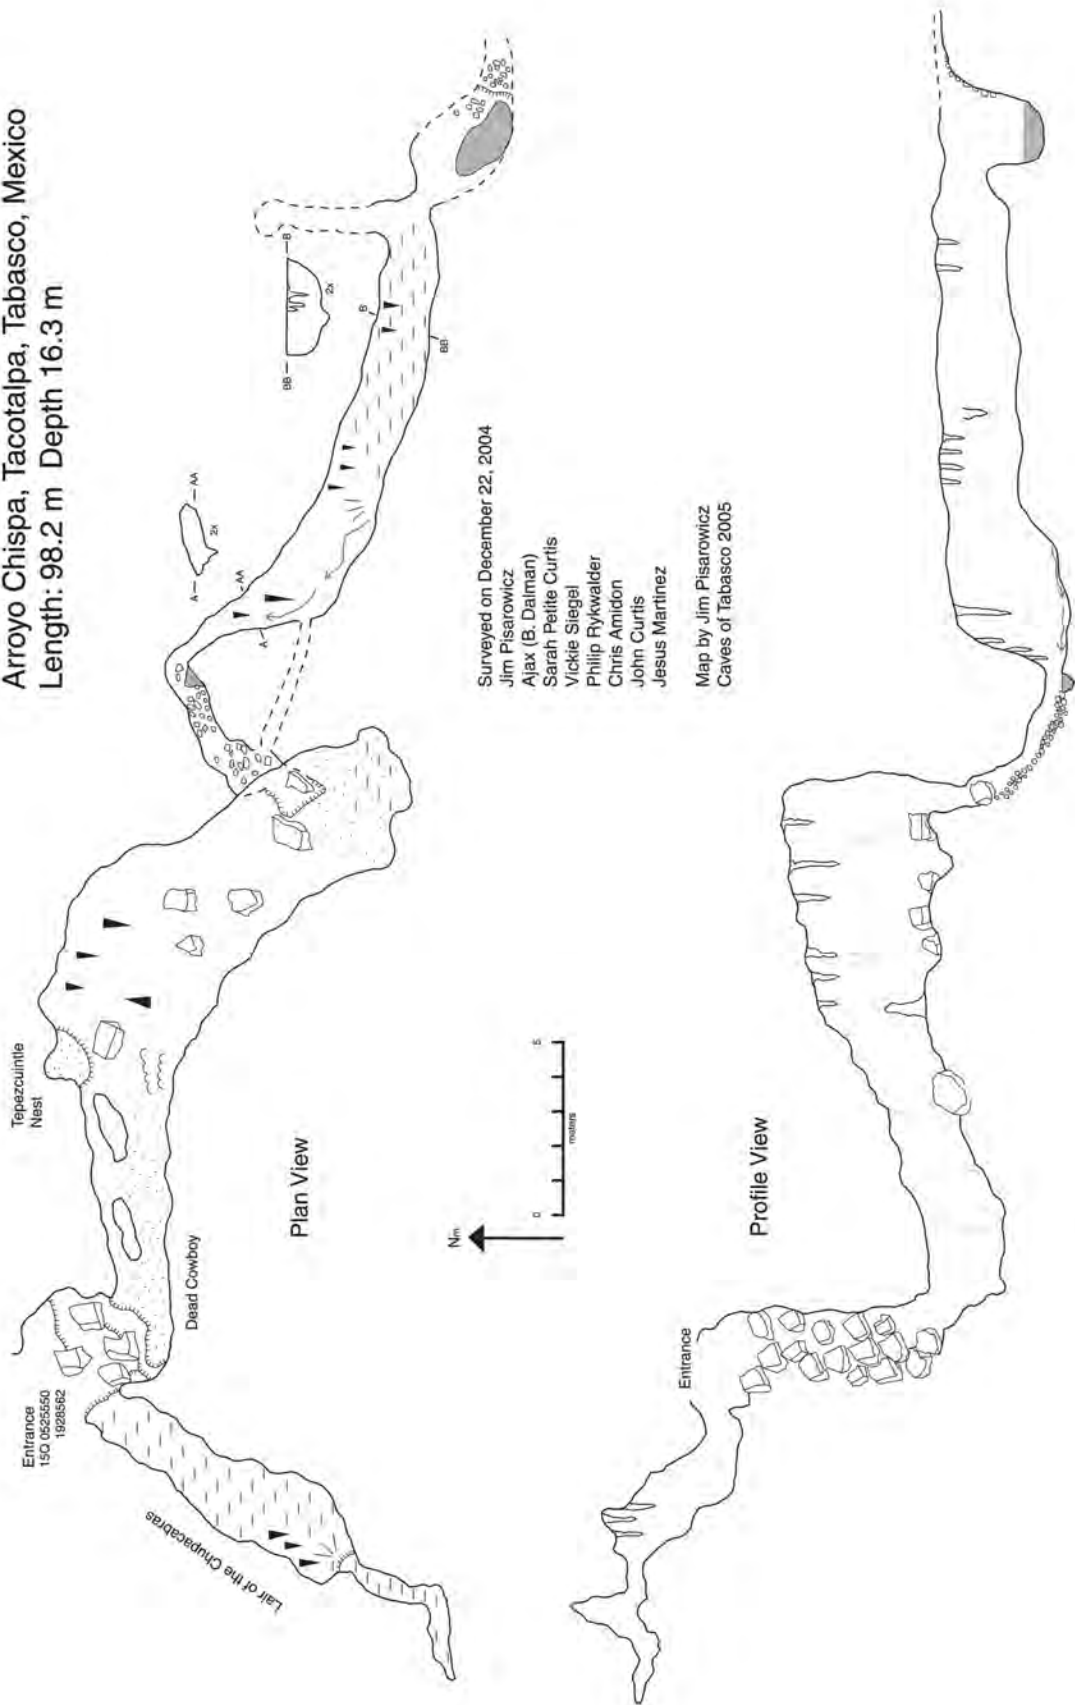 Arroyo Chispa, Tacotalpa, Tabasco, Mexico
Length: 98.2 m Depth 16.3 m
Entrance
15Q 0525550
1928562
Tepezcuintle
Nest
Lair of the Chupacabras
Dead Cowboy
Plan View
A
AA
2x
A
AA
BB
B
2x
B
BB
Nm
0
5
meters
Surveyed on December 22, 2004
Jim Pisarowicz
Ajax (B. Dalman)
Sarah Petite Curtis
Vickie Siegel
Philip Rykwalder
Chris Amidon
John Curtis
Jesus Martinez
Map by Jim Pisarowicz
Caves of Tabasco 2005
Profile View
Entrance